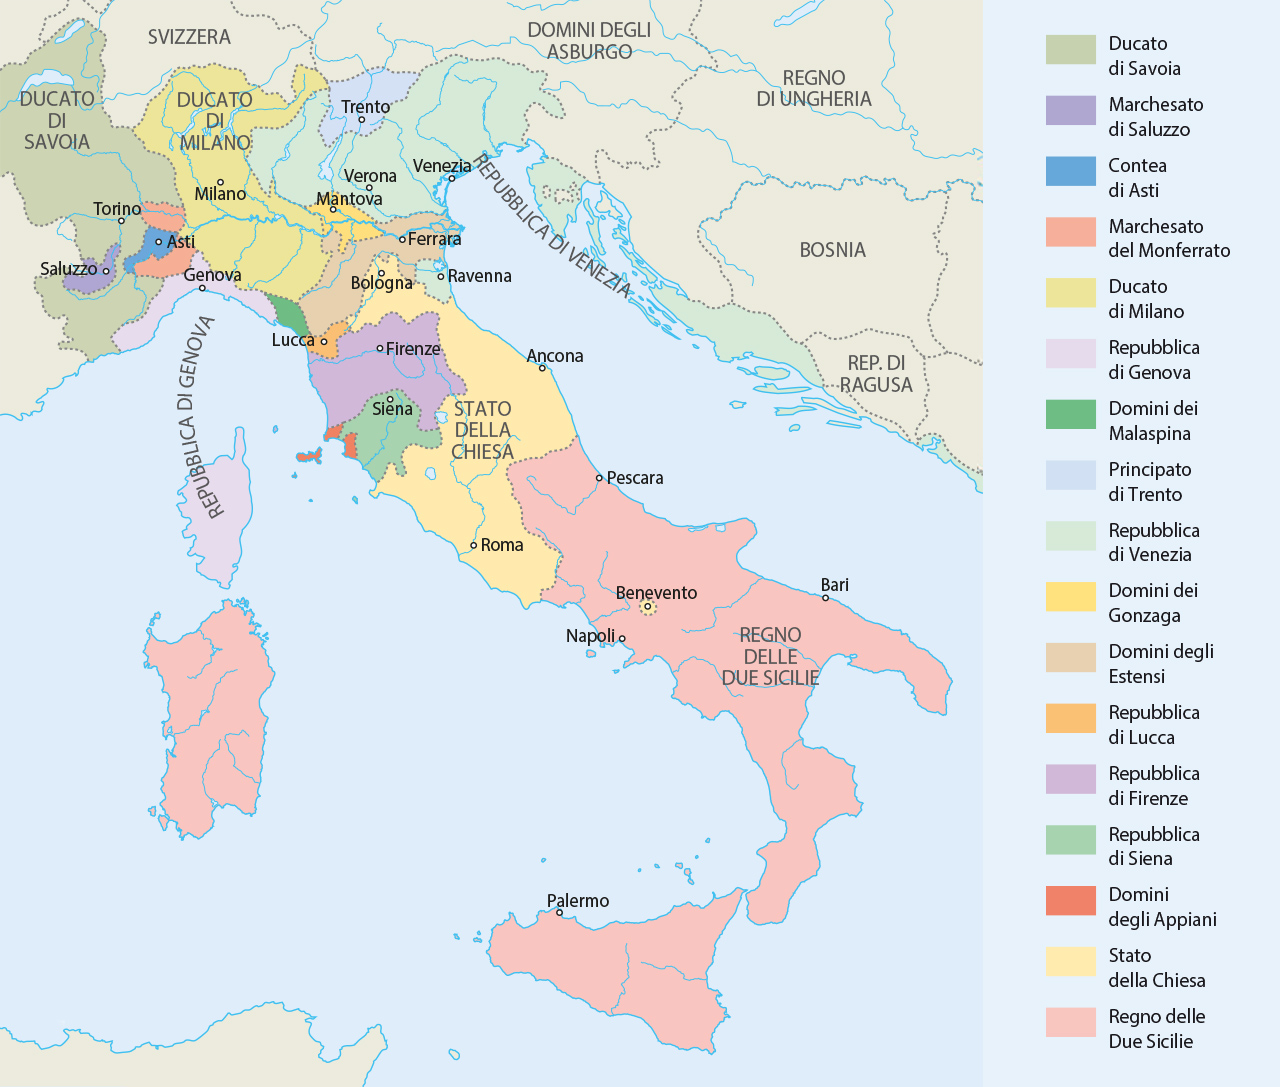 SVIZZERA
DOMINI DEGLI
ASBURGO
REGNO
DI UNGHERIA
DUCATO
DI
SAVOIA
DUCATO
DI
MILANO
Trento
Venezia
Verona
Mantova
Milano
Torino
Asti
Ferrara
Saluzzo
Genova
Bologna
Ravenna
REPUBBLICA DI VENEZIA
BOSNIA
Lucca
Firenze
Ancona
REP. DI
RAGUSA
REPUBBLICA DI GENOVA
Siena
STATO
DELLA
CHIESA
Pescara
Roma
Benevento
Bari
Napoli
REGNO
DELLE
DUE SICILIE
Palermo
Ducato
di Savoia
Marchesato
di Saluzzo
Contea
di Asti
Marchesato
del Monferrato
Ducato
di Milano
Repubblica
di Genova
Domini dei
Malaspina
Principato
di Trento
Repubblica
di Venezia
Domini dei
Gonzaga
Domini degli
Estensi
Repubblica
di Lucca
Repubblica
di Firenze
Repubblica
di Siena
Domini
degli Appiani
Stato
della Chiesa
Regno delle
Due Sicilie